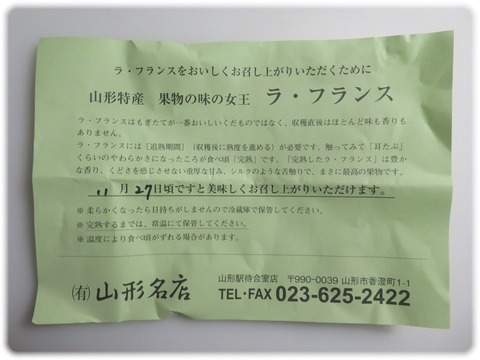 ラ・フランスをおいしくお召し上がりいただくために
山形特産　果物の味の女王　ラ・フランス
ラ・フランスはもぎたてが一番おいしいくだものではなく、収穫直後はほとんど味も香りも
ありません。
ラ・フランスには「追熟期間」（収穫後に熟度を進める）が必要です。触ってみて「耳たぶ」
くらいのやわらかさになったころが食べ頃「完熟」です。「完熟したラ・フランス」は豊か
な香り、くどさを感じさせない重厚な甘み、シルクのような舌触りで、まさに最高の果物です。
11月27日頃ですと美味しくお召し上がりいただけます。
※柔らかくなったら日持ちがしませんので冷蔵庫で保管してください。
※完熟するまでは、常温にて保管してください。
※温度により食べ頃がずれる場合があります。
㈲山形名店
山形駅待合室店　〒990-0039 山形市香澄町1-1
TEL・FAX 023-625-2422